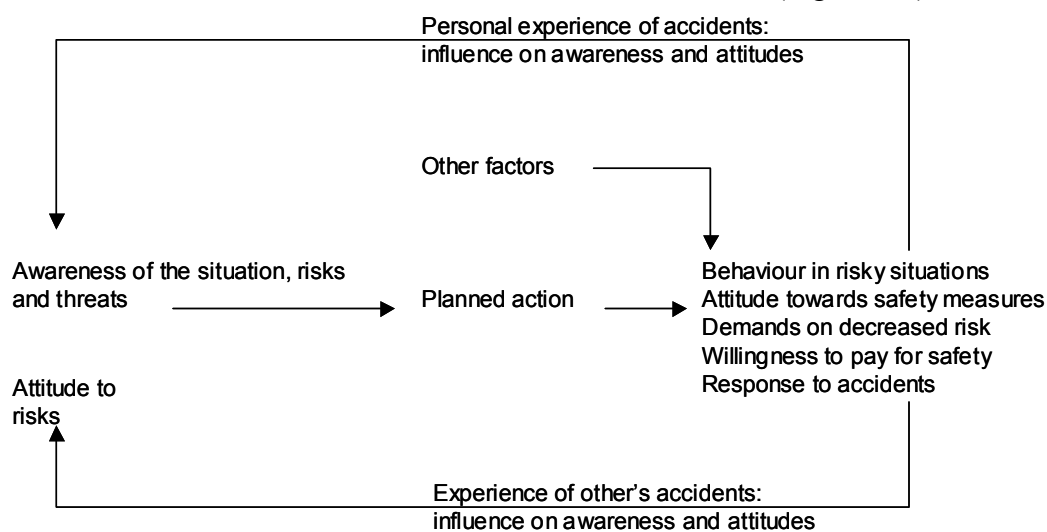 Personal experience of accidents:
influence on awareness and attitudes
Other factors
Awareness of the situation, risks
and threats
Planned action
Behaviour in risky situations
Attitude towards safety measures
Demands on decreased risk
Willingness to pay for safety
Response to accidents
Attitude to
risks
Experience of other's accidents:
influence on awareness and attitudes